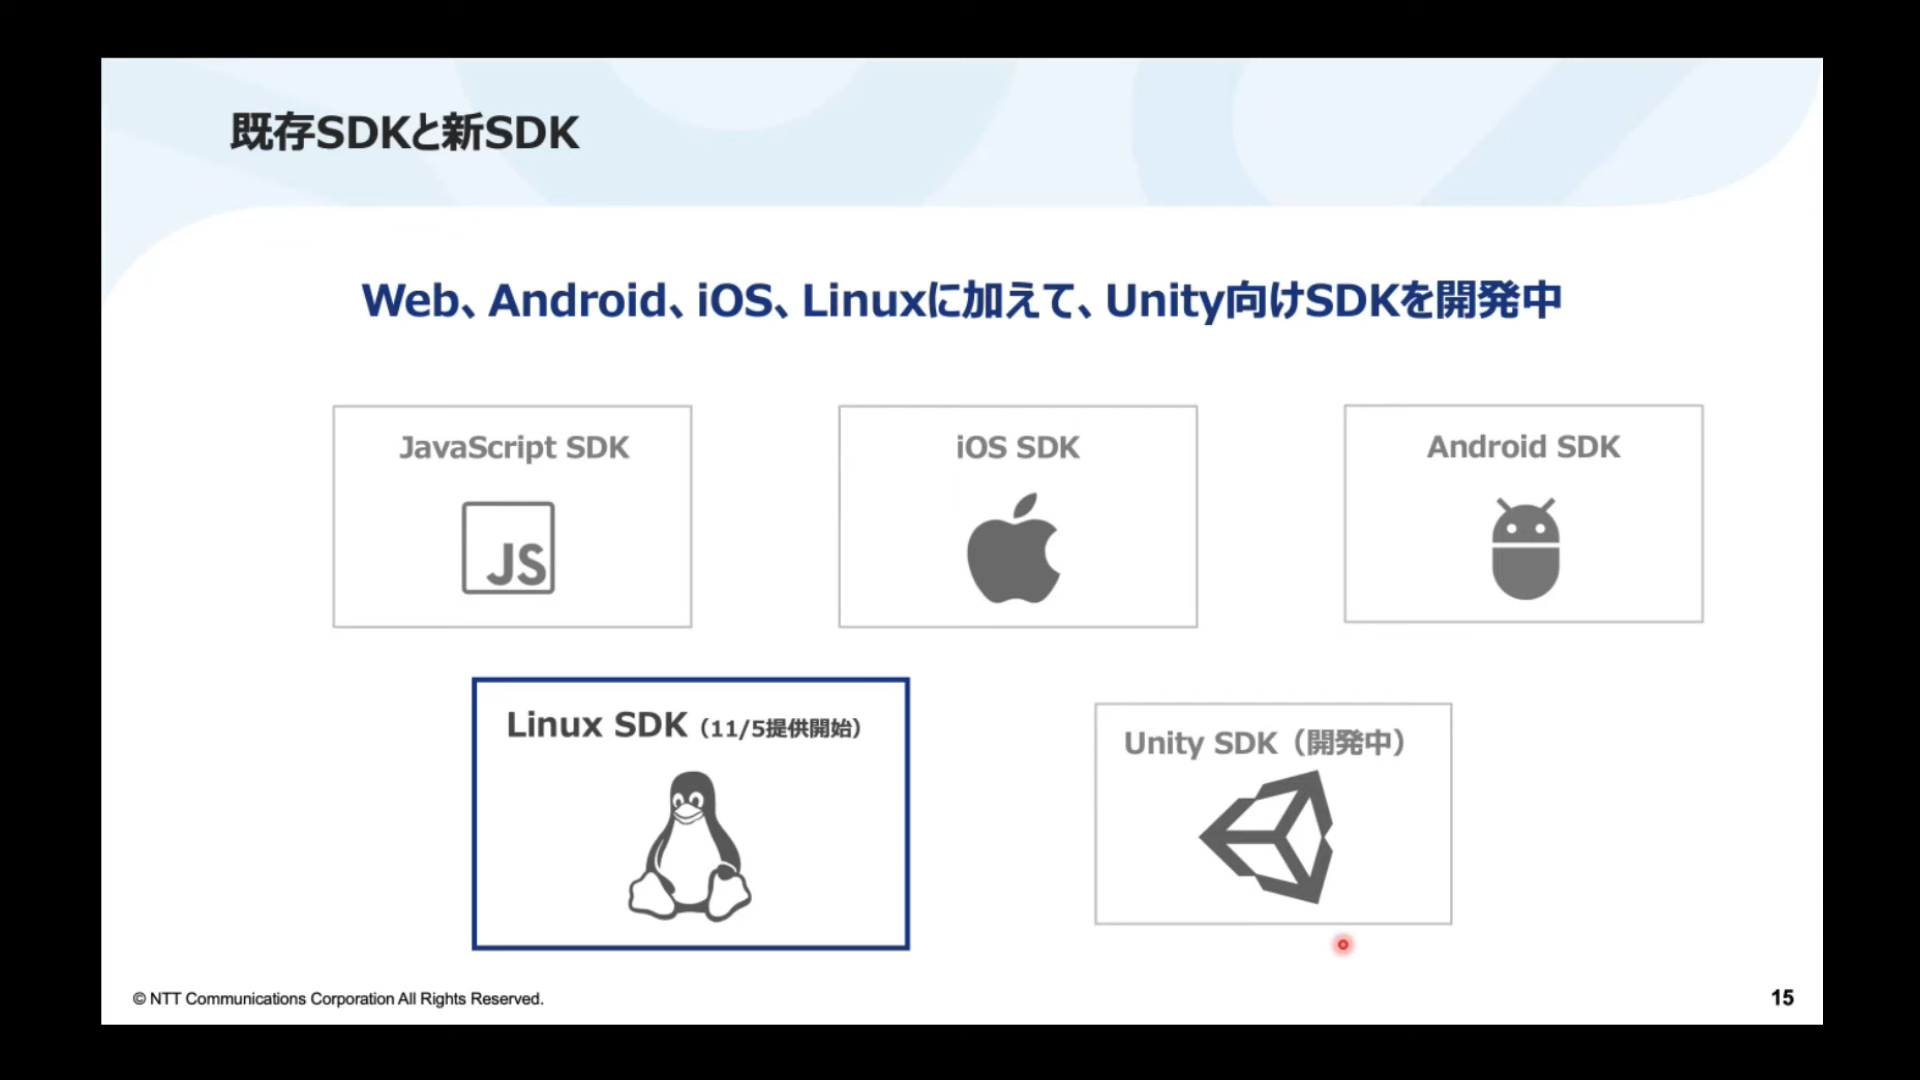 既存SDKと新SDK
Web、Android、iOS、Linuxに加えて、Unity向けSDKを開発中
JavaScript SDK
JS
iOS SDK
Android SDK
Linux SDK（11/5提供開始）
Unity SDK（開発中）
© NTT Communications Corporation All Rights Reserved.
15